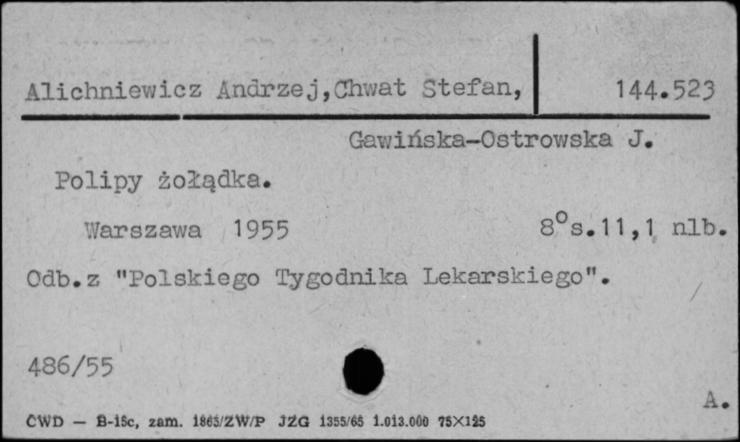 Alichniewicz Andrzej,Chwat Stefan, 144.523
Gawińska-Ostrowska J.
Polipy żołądka.
Warszawa 1955 8°s.11,1 nlb.
Odb.z "Polskiego Tygodnika Lekarskiego".
486/55
A.
CWD — B-15c, zam. 1865/ZW/P JZG 1355/65 1.013.000 75×125